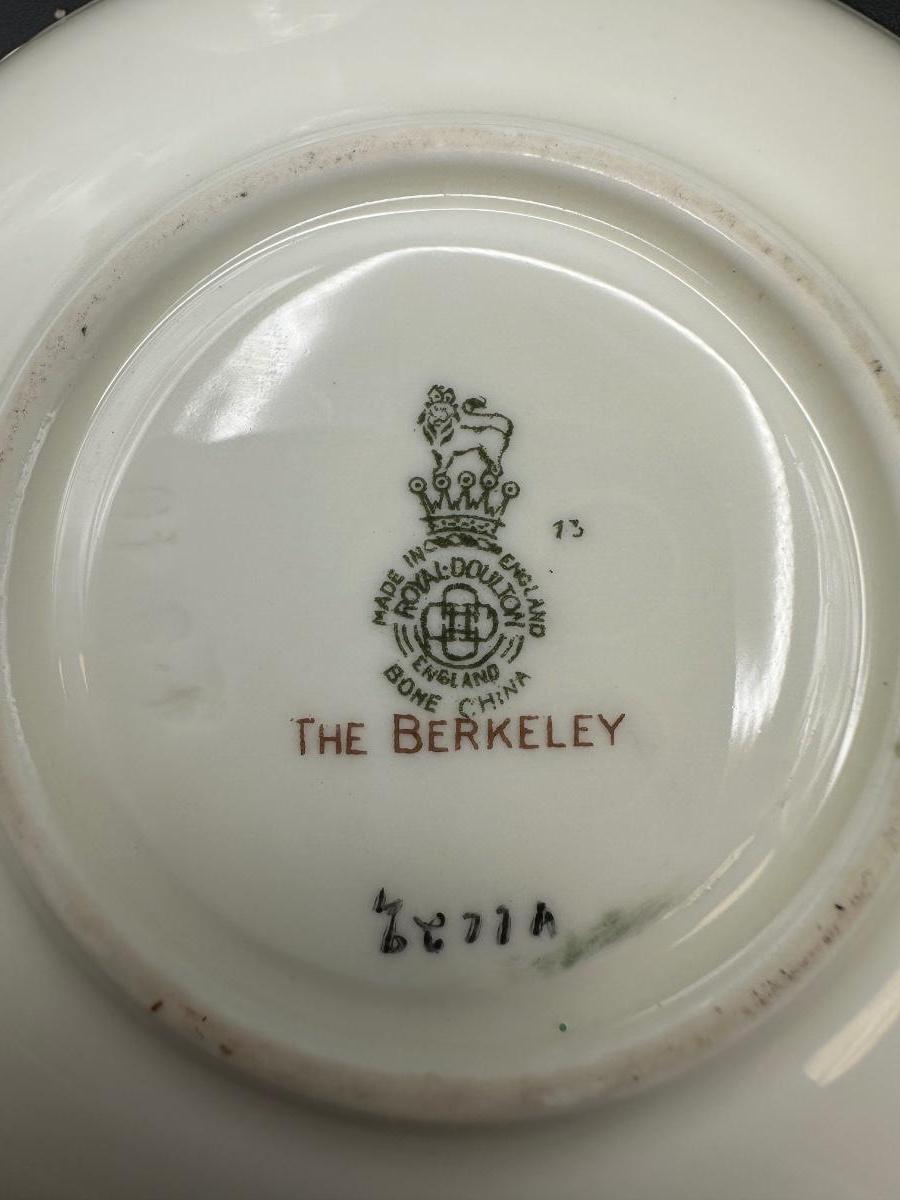 13
MADE IN ENGLAND
ROYAL·DOULTON
ENGLAND
BONE CHINA
THE BERKELEY